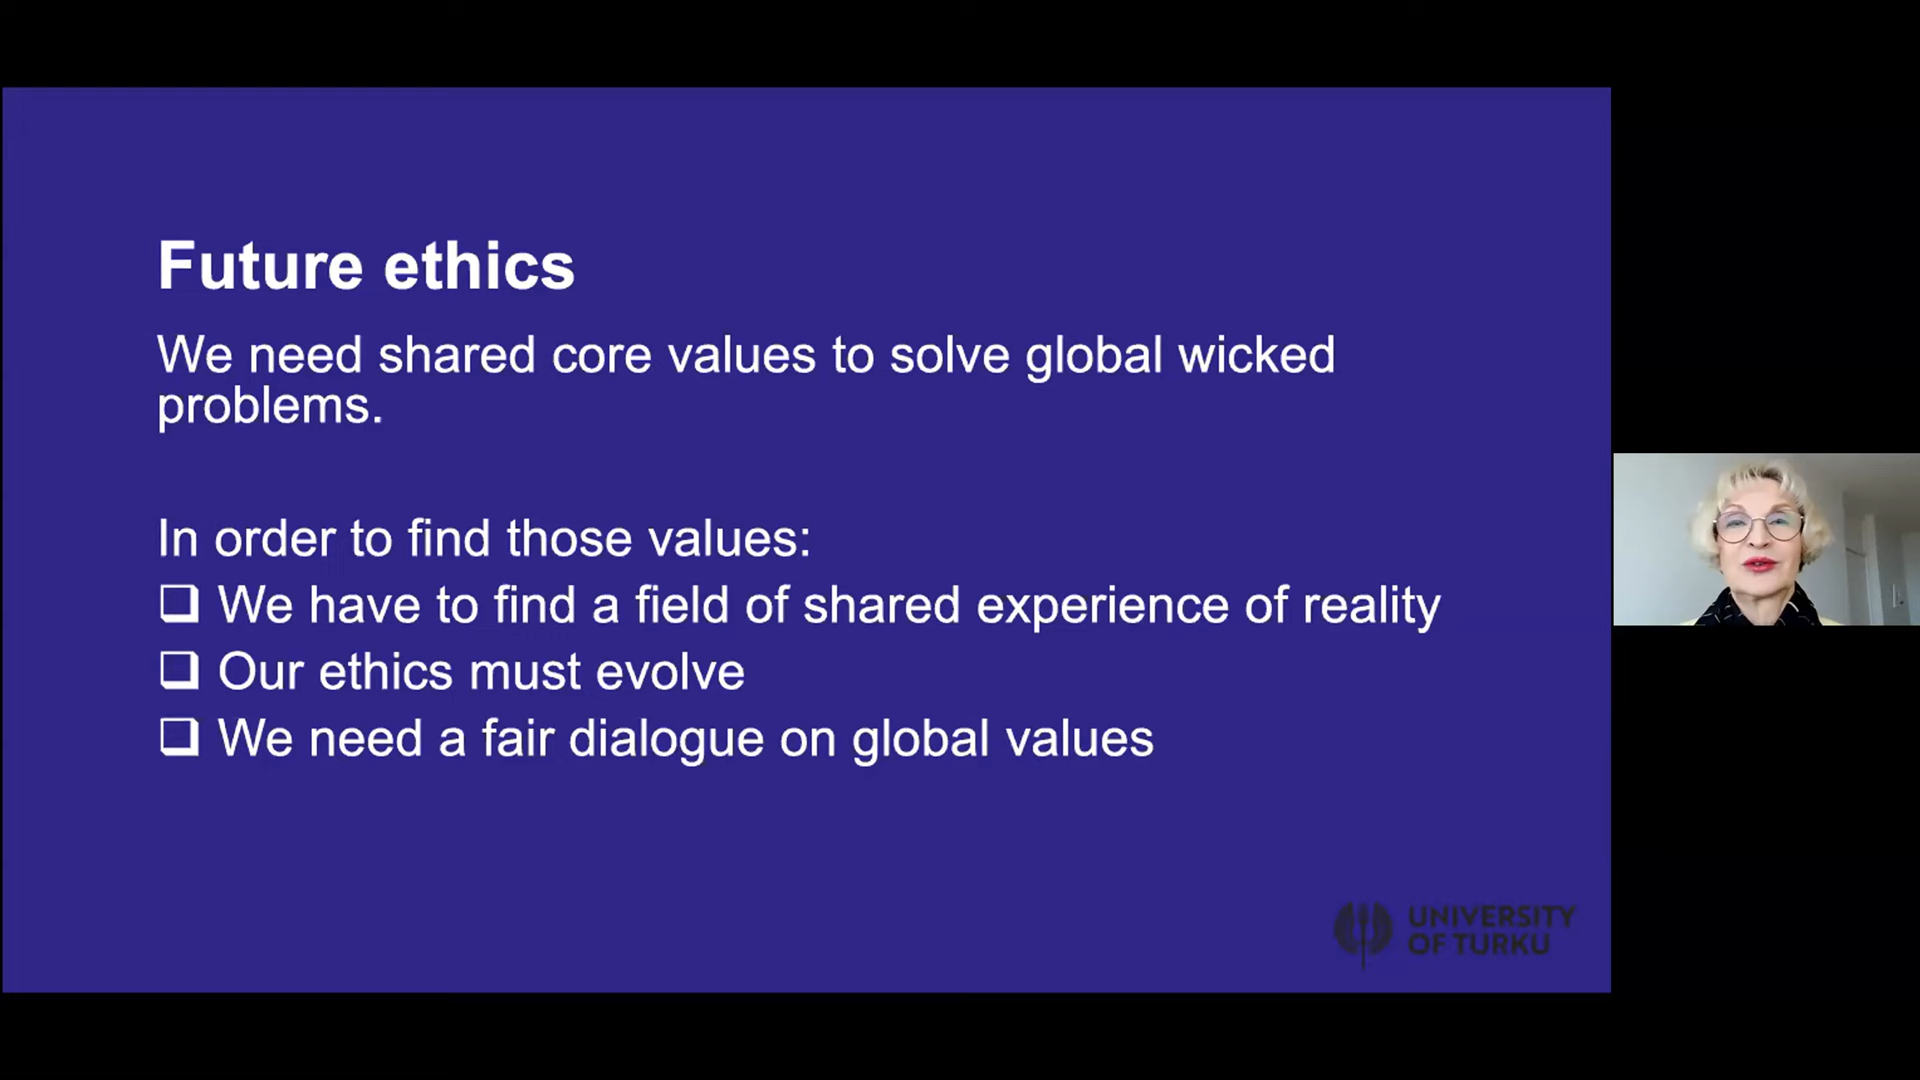 Future ethics
We need shared core values to solve global wicked
problems.
In order to find those values:
❑ We have to find a field of shared experience of reality
❑ Our ethics must evolve
❑ We need a fair dialogue on global values
UNIVERSITY
OF TURKU